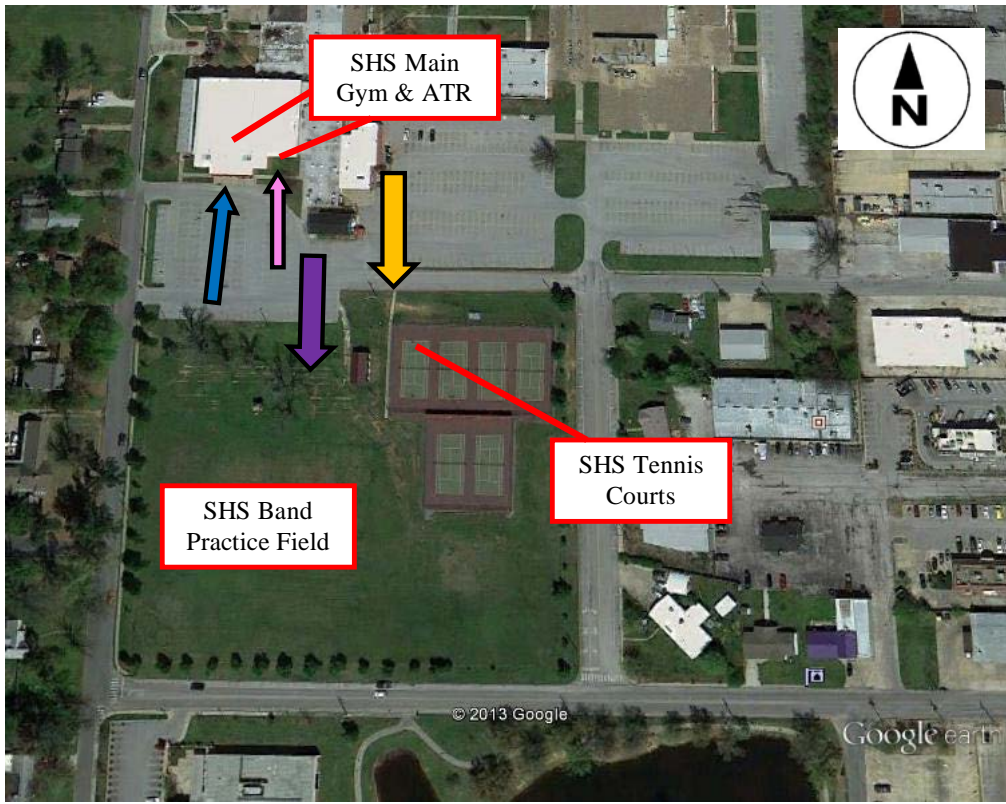 SHS Main
Gym & ATR
N
SHS Tennis
Courts
SHS Band
Practice Field
© 2013 Google
Google earth